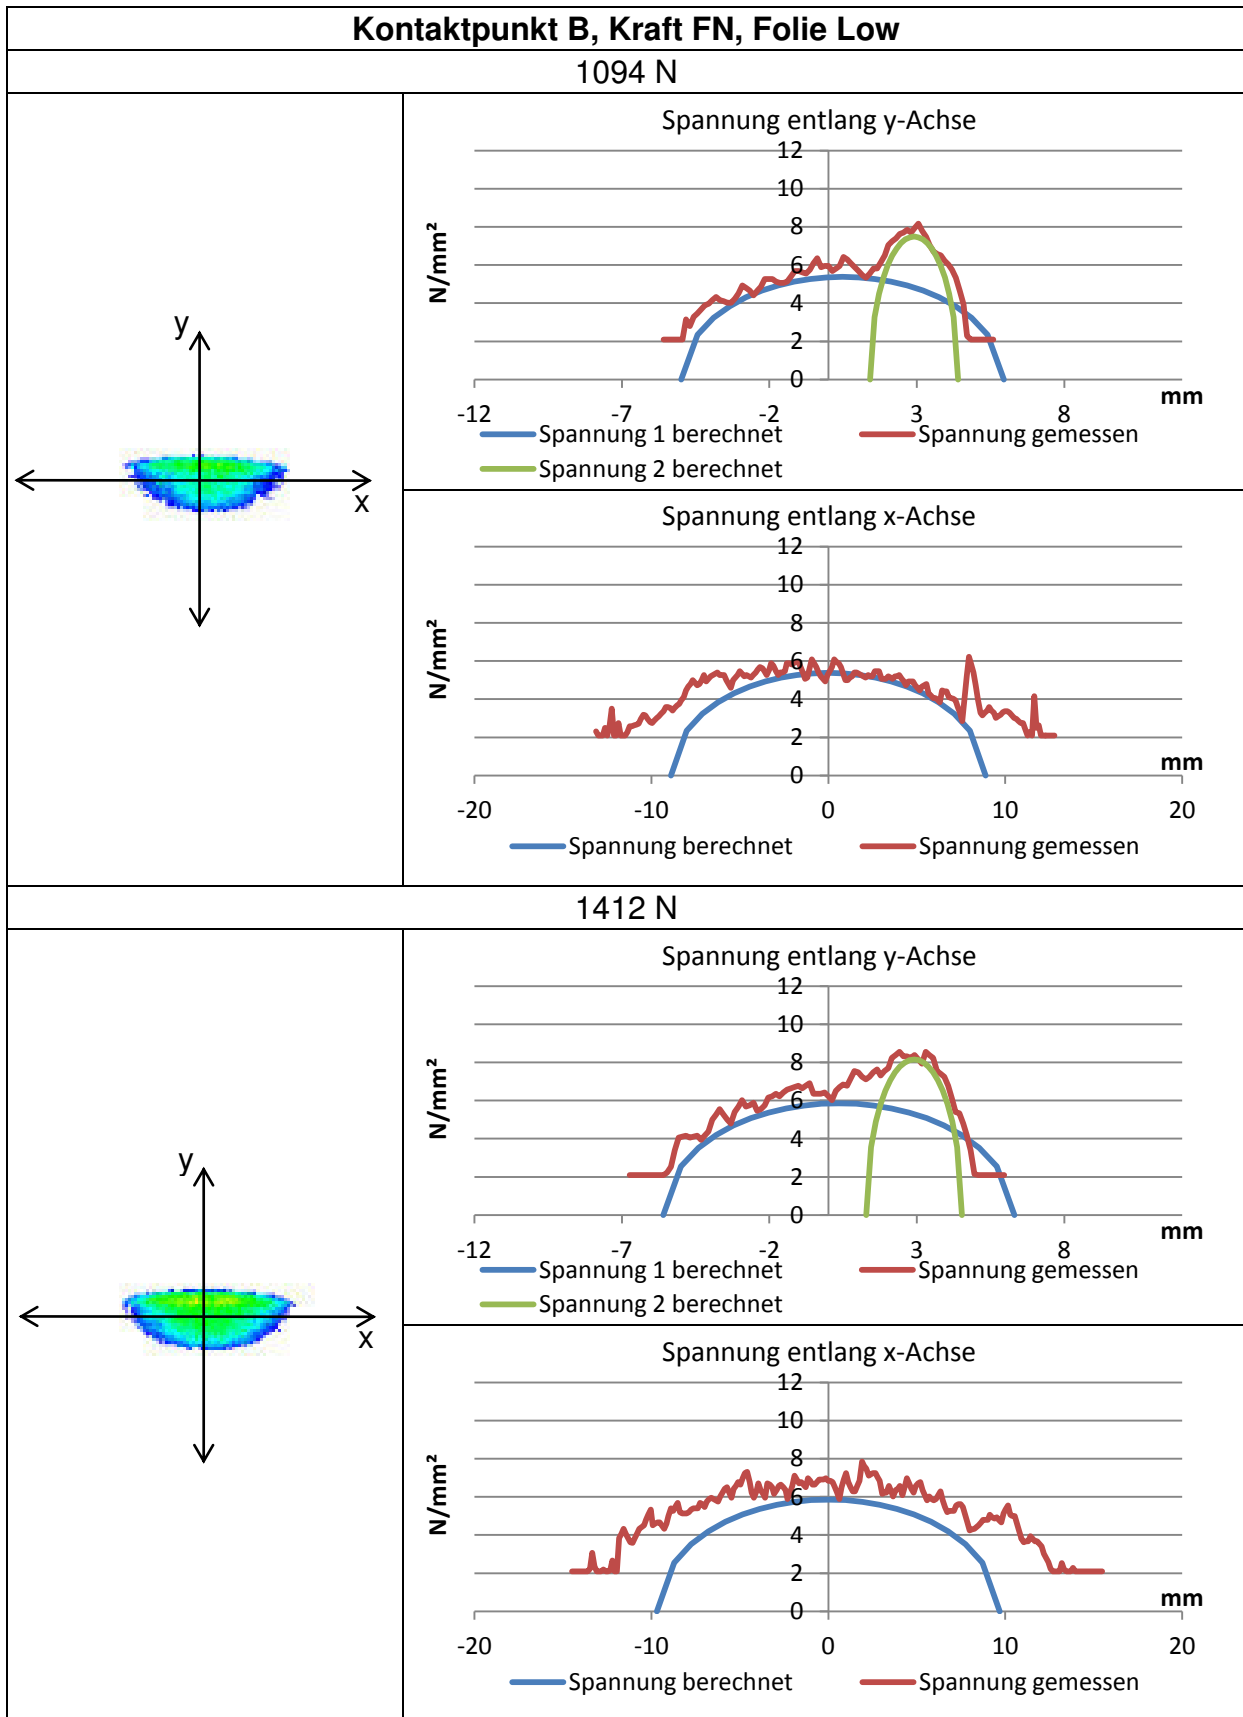 Kontaktpunkt B, Kraft FN, Folie Low
1094 N
y
x
Spannung entlang y-Achse
N/mm²
12
10
8
6
4
2
0
-12 -7 -2 3 8
mm
Spannung 1 berechnet Spannung gemessen
Spannung 2 berechnet
Spannung entlang x-Achse
N/mm²
12
10
8
6
4
2
0
mm
-20 -10 0 10 20
Spannung berechnet Spannung gemessen
1412 N
y
x
Spannung entlang y-Achse
N/mm²
12
10
8
6
4
2
0
mm
-12 -7 -2 3 8
Spannung 1 berechnet Spannung gemessen
Spannung 2 berechnet
Spannung entlang x-Achse
N/mm²
12
10
8
6
4
2
0
mm
-20 -10 0 10 20
Spannung berechnet Spannung gemessen